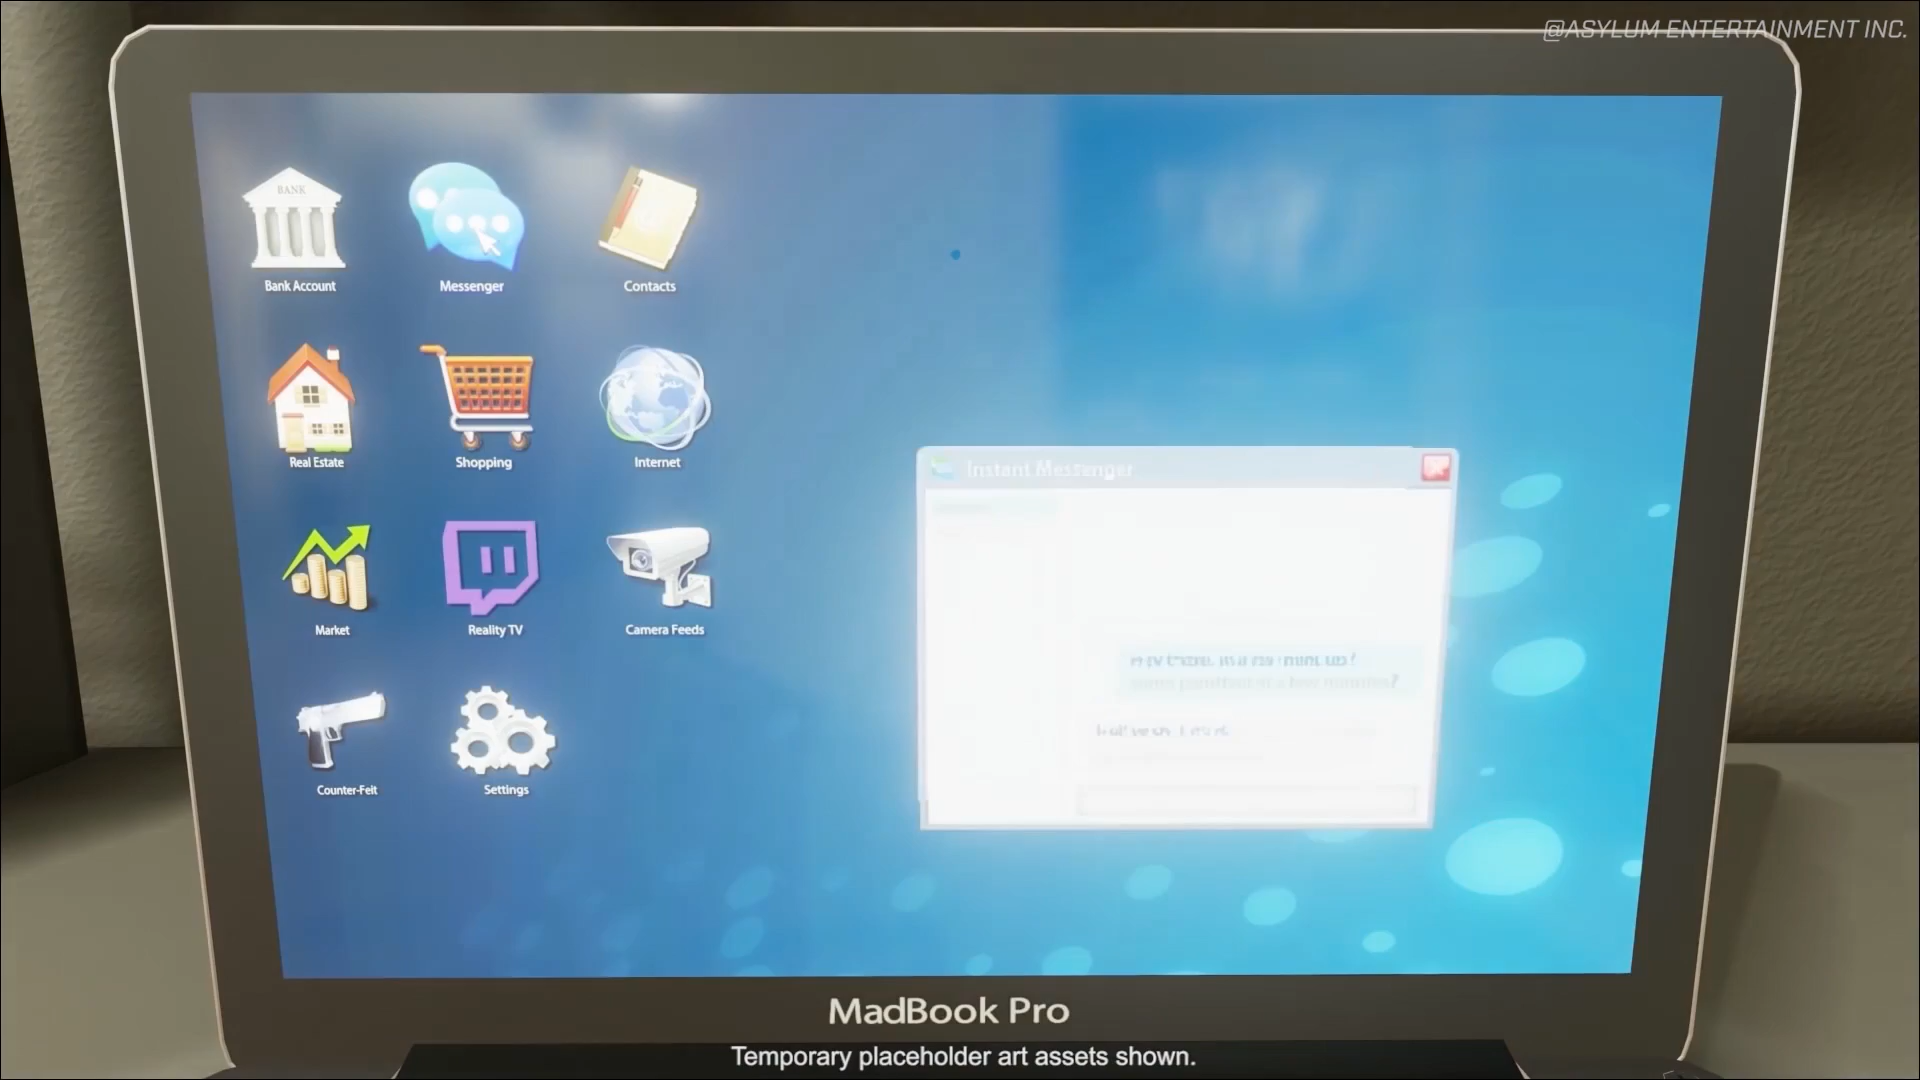 @ASYLUM ENTERTAINMENT INC.
BANK
Bank Account
Messenger
Contacts
Real Estate
Shopping
Internet
Market
Reality TV
Camera Feeds
Counter-Feit
Settings
Instant Messenger
MadBook Pro
Temporary placeholder art assets shown.